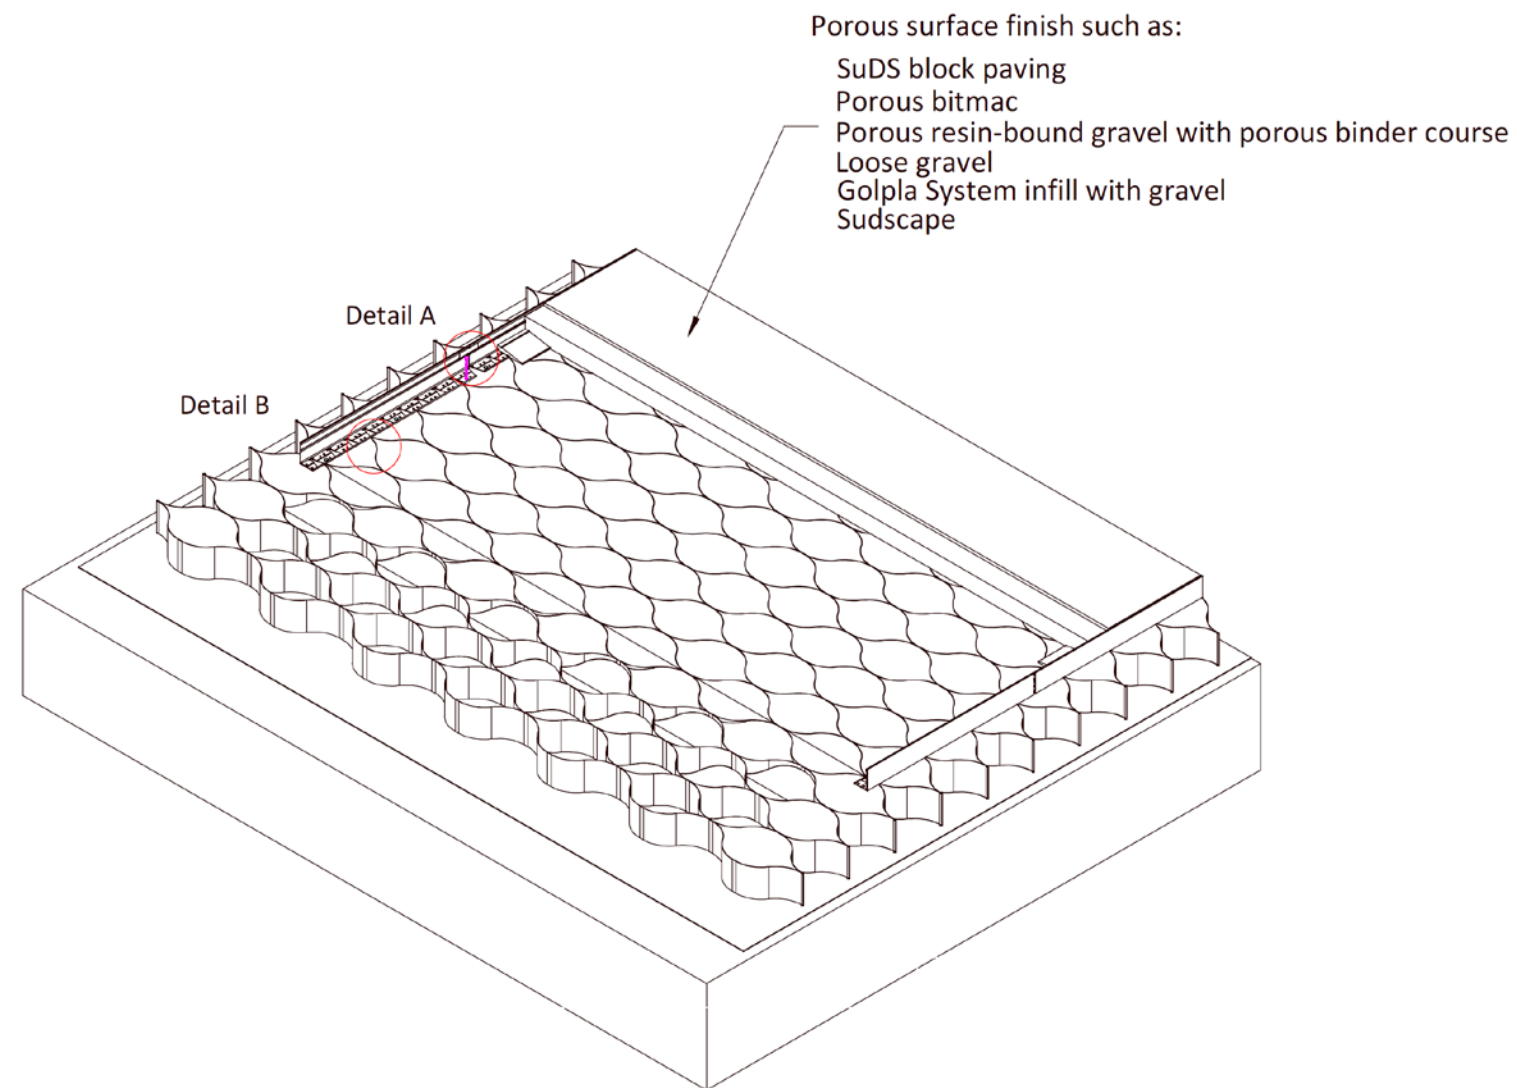 Porous surface finish such as:
SuDS block paving
Porous bitmac
Porous resin-bound gravel with porous binder course
Loose gravel
Golpla System infill with gravel
Sudscape
Detail A
Detail B